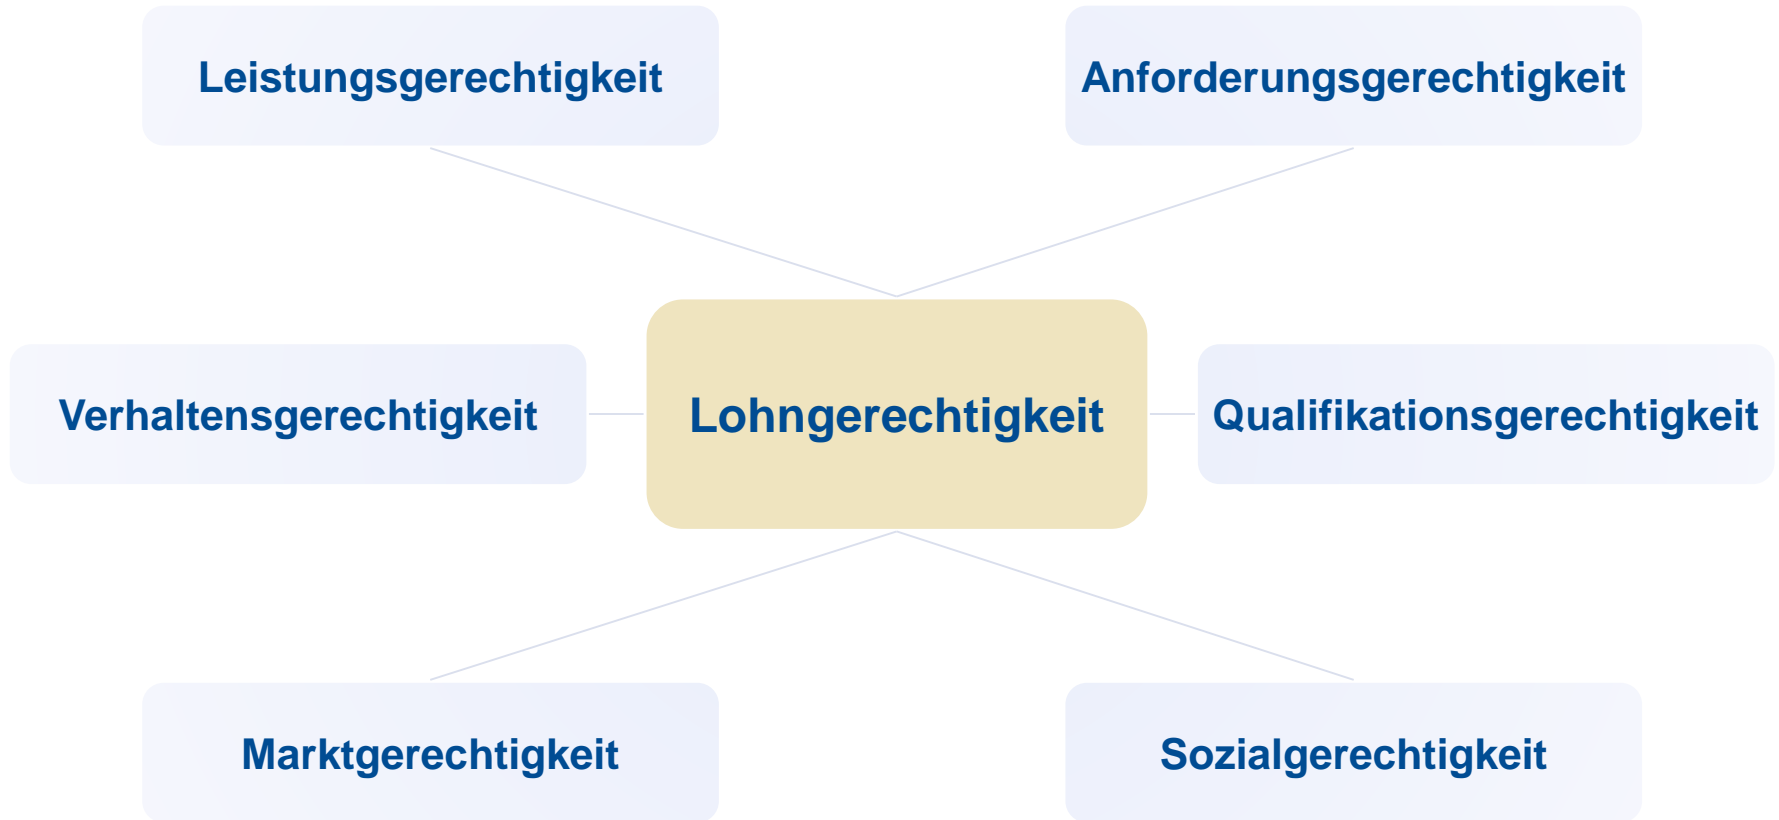 Leistungsgerechtigkeit
Anforderungsgerechtigkeit
Verhaltensgerechtigkeit
Lohngerechtigkeit
Qualifikationsgerechtigkeit
Marktgerechtigkeit
Sozialgerechtigkeit